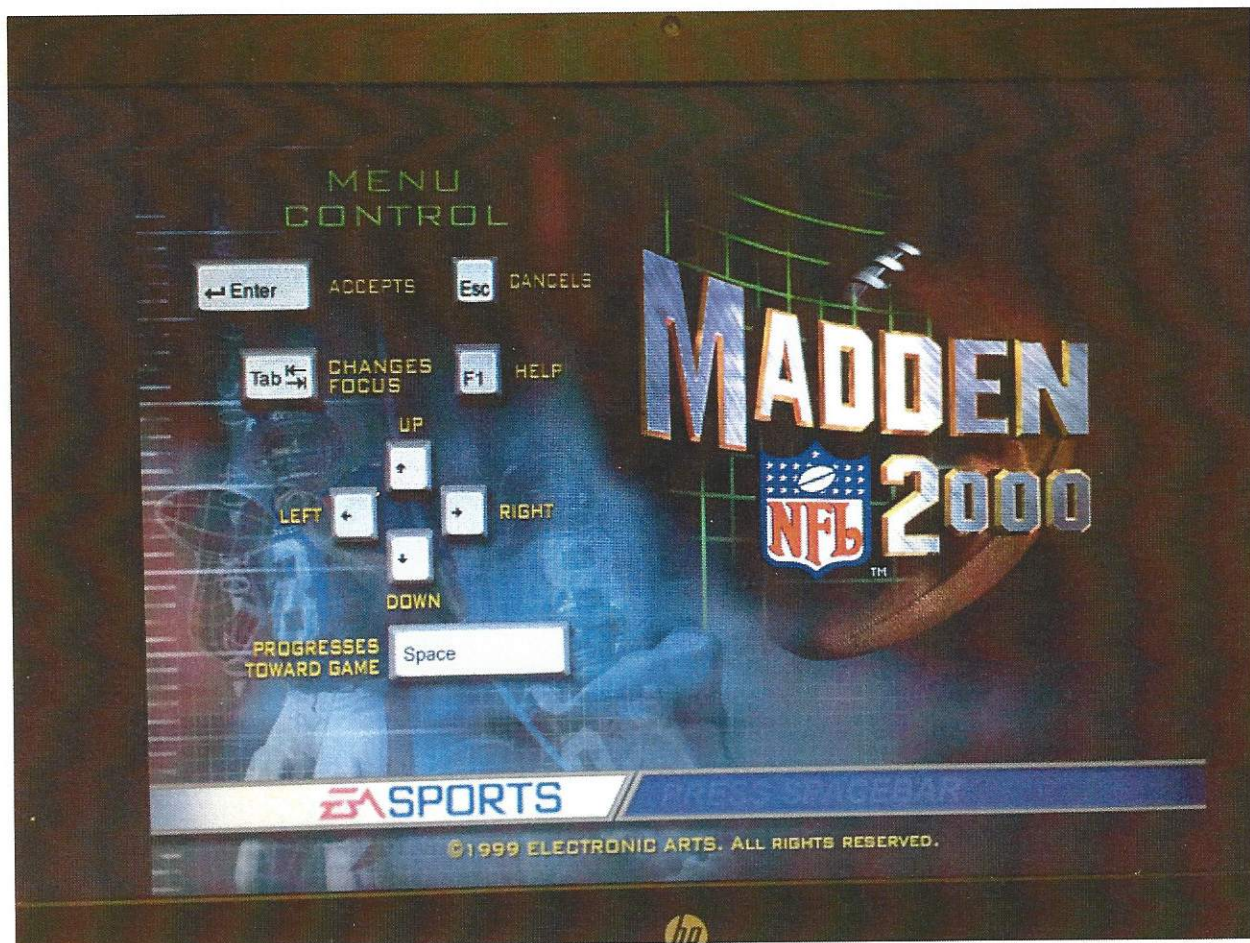 MENU
CONTROL
Enter
ACCEPTS
Esc
CANCELS
Tab
CHANGES
FOCUS
F1
HELP
UP
LEFT
RIGHT
DOWN
PROGRESSES
TOWARD GAME
Space
MADDEN
NFL
2000
TM
EA SPORTS
PRESS SPACEBAR
©1999 ELECTRONIC ARTS. ALL RIGHTS RESERVED.
hp